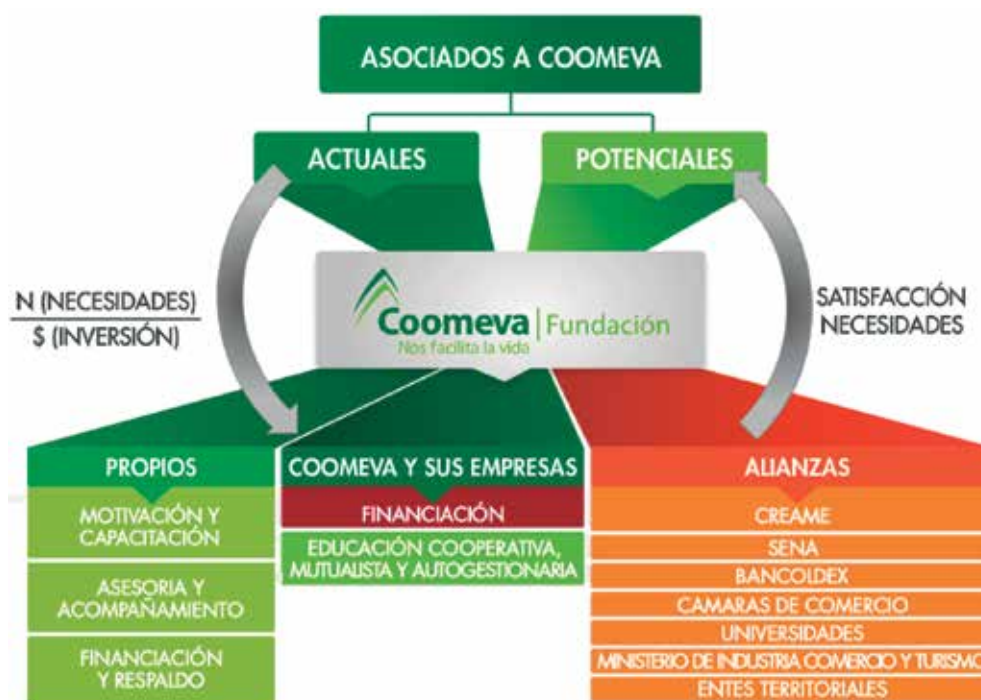 ASOCIADOS A COOMEVA
ACTUALES
POTENCIALES
N (NECESIDADES)
$ (INVERSIÓN)
Coomeva | Fundación
Nos facilita la vida
SATISFACCIÓN
NECESIDADES
PROPIOS
MOTIVACIÓN Y
CAPACITACIÓN
ASESORIA Y
ACOMPAÑAMIENTO
FINANCIACIÓN
Y RESPALDO
COOMEVA Y SUS EMPRESAS
FINANCIACIÓN
EDUCACIÓN COOPERATIVA,
MUTUALISTA Y AUTOGESTIONARIA
ALIANZAS
CREAME
SENA
BANCOLDEX
CAMARAS DE COMERCIO
UNIVERSIDADES
MINISTERIO DE INDUSTRIA COMERCIO Y TURISMO
ENTES TERRITORIALES